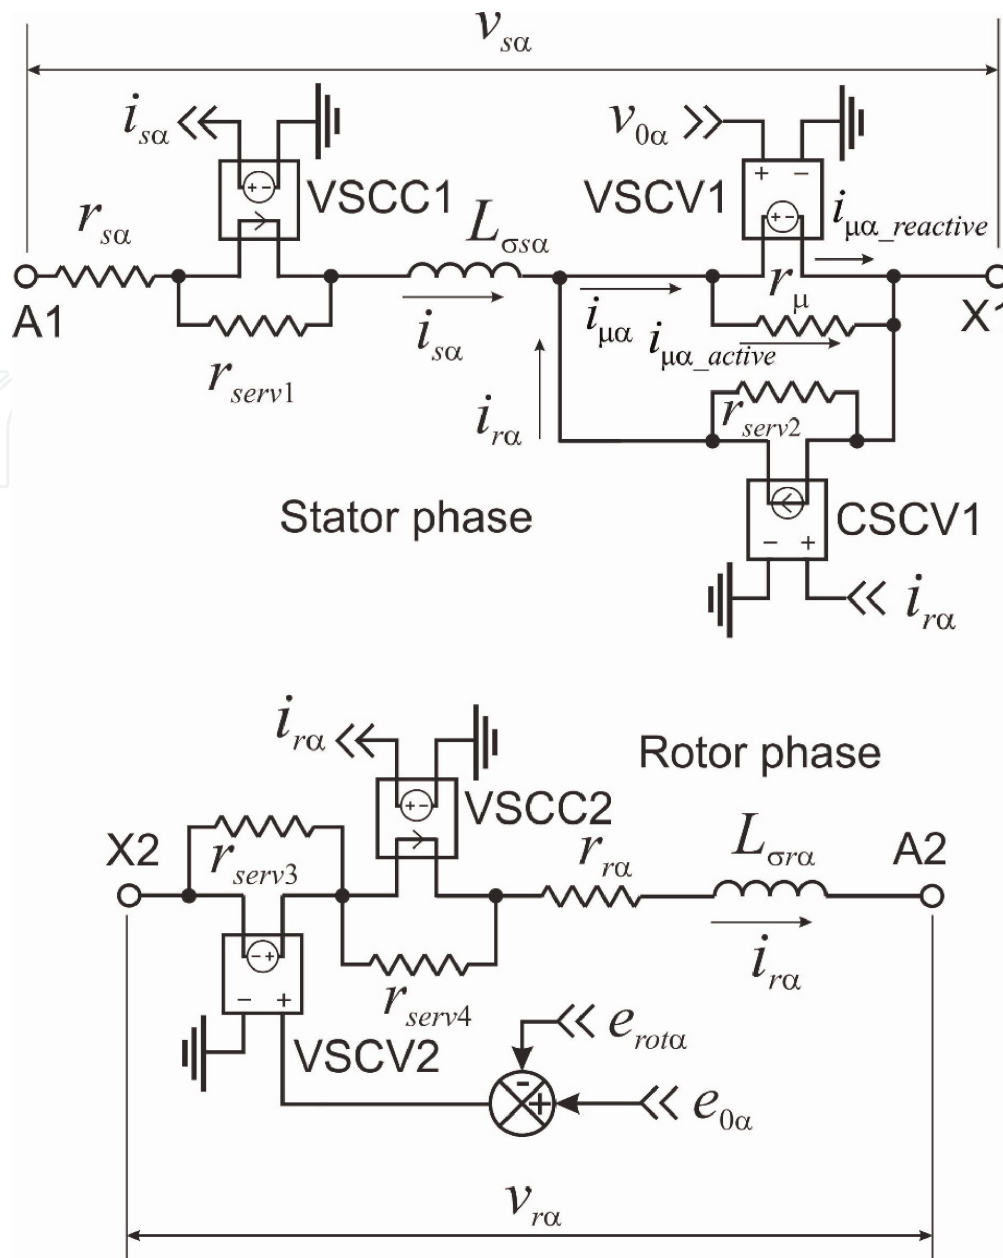 v_sα
i_sα
VSCC1
v_0α
+ −
VSCV1
+ −
i_μα_reactive
r_sα
L_σsα
A1
X1
r_serv1
i_sα
i_μα
r_μ
i_μα_active
i_rα
r_serv2
Stator phase
− +
CSCV1
i_rα
i_rα
+ −
VSCC2
Rotor phase
X2
r_serv3
r_rα
L_σrα
A2
- +
− +
i_rα
r_serv4
VSCV2
e_rotα
-
+
e_0α
v_rα